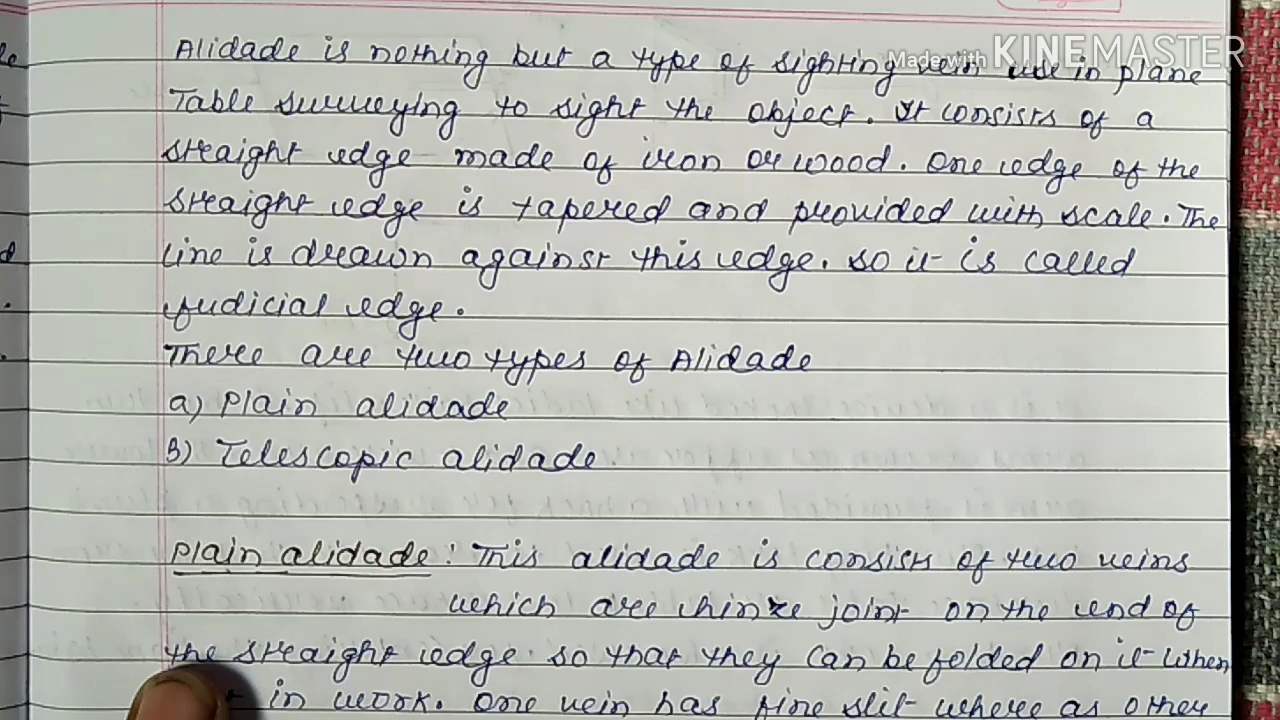 Alidade is nothing but a type of sighting vein use in plane
Made with KINEMASTER
Table surveying to sight the object. It consists of a
straight edge made of iron or wood. One edge of the
straight edge is tapered and provided with scale. The
line is drawn against this edge. so it is called
fudicial edge.
There are two types of Alidade
a) Plain alidade
B) Telescopic alidade.
Plain alidade: This alidade is consists of two veins
which are hinze joint on the end of
the straight edge so that they can be folded on it when
in work. One vein has fine slit where as other